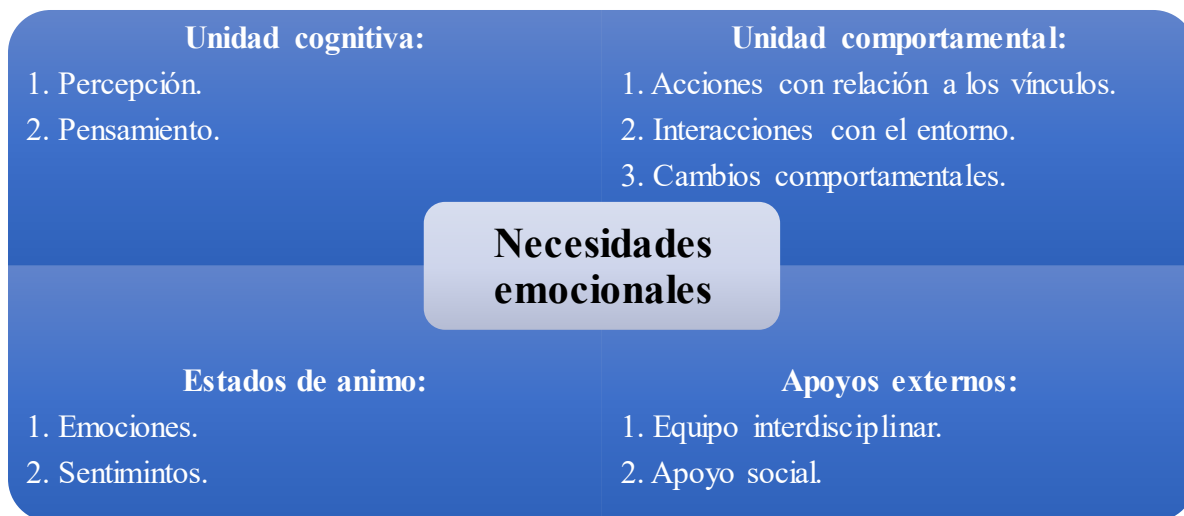 Unidad cognitiva:
1. Percepción.
2. Pensamiento.
Unidad comportamental:
1. Acciones con relación a los vínculos.
2. Interacciones con el entorno.
3. Cambios comportamentales.
Necesidades
emocionales
Estados de animo:
1. Emociones.
2. Sentimintos.
Apoyos externos:
1. Equipo interdisciplinar.
2. Apoyo social.